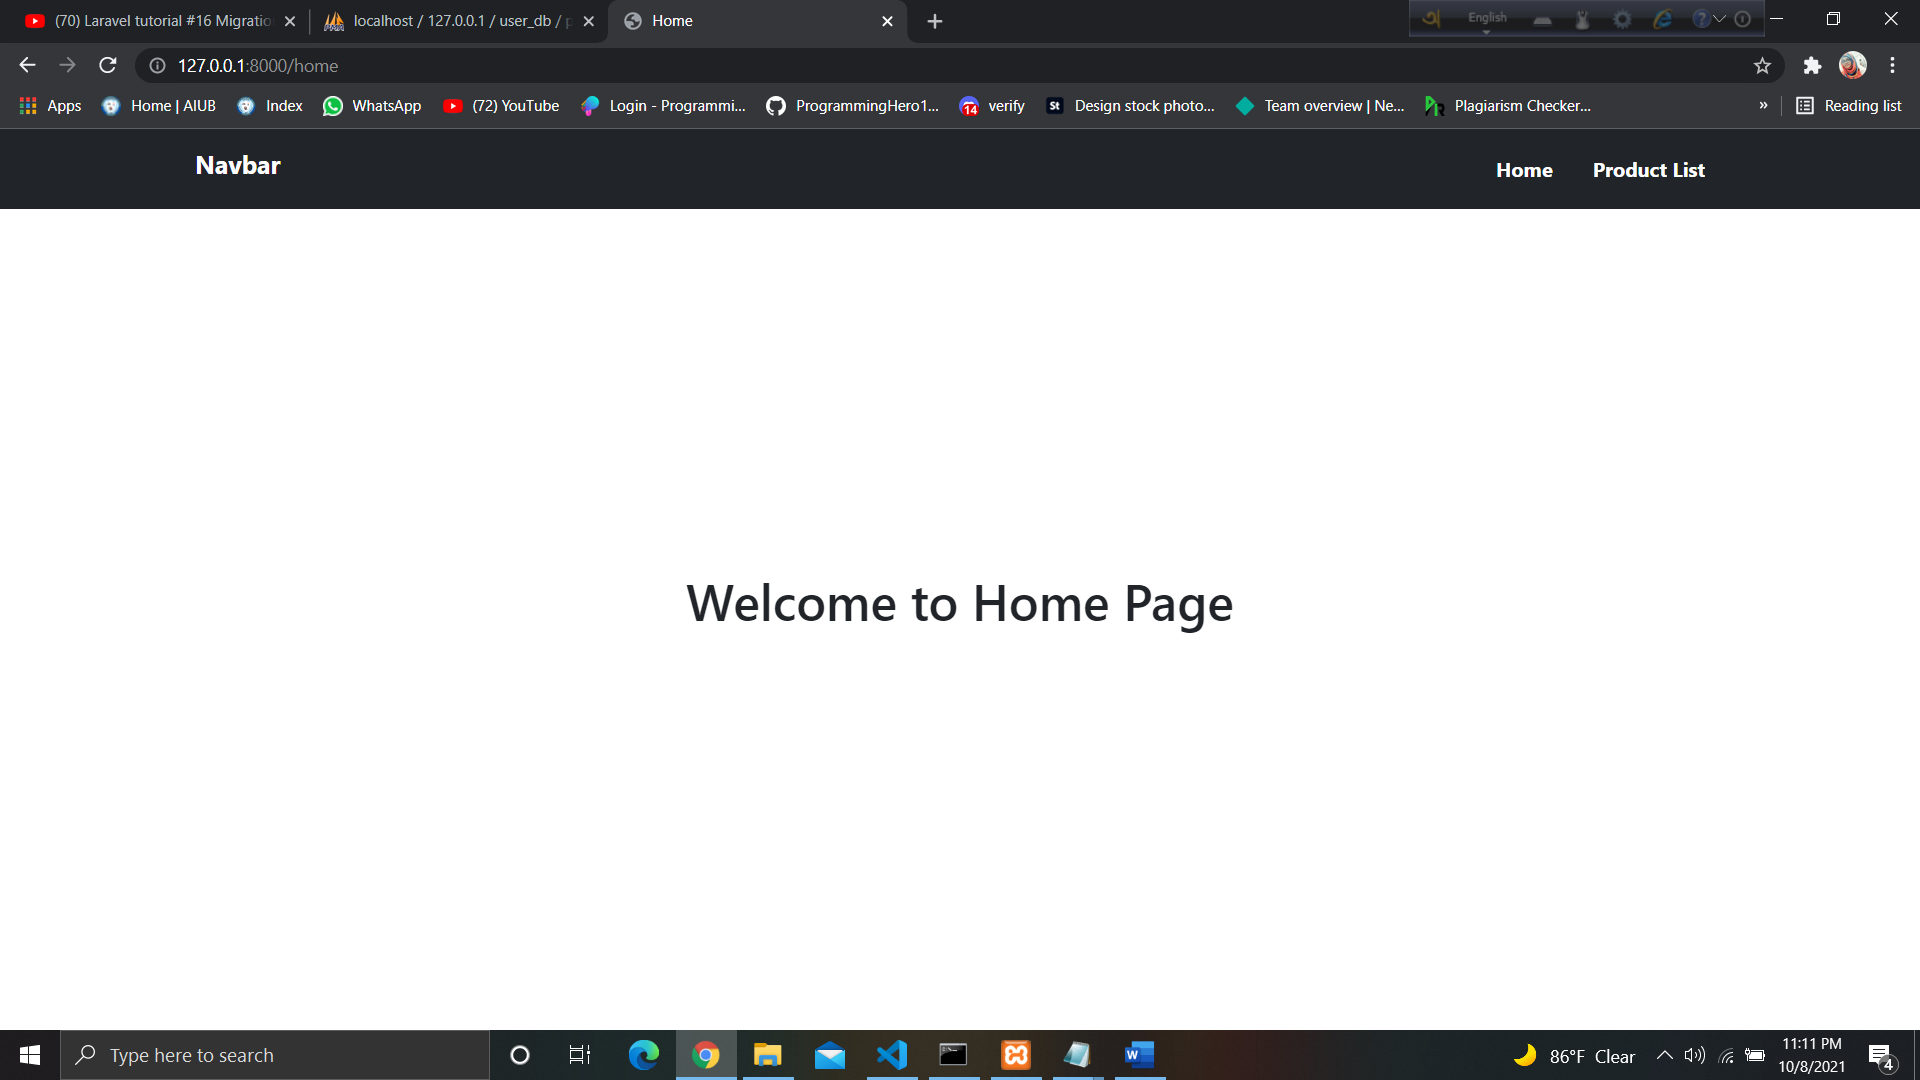 (70) Laravel tutorial #16 Migratio
localhost / 127.0.0.1 / user_db / p
Home
অ English
127.0.0.1:8000/home
Apps
Home | AIUB
Index
WhatsApp
(72) YouTube
Login - Programmi...
ProgrammingHero1...
14 verify
St Design stock photo...
Team overview | Ne...
Plagiarism Checker...
»
Reading list
Navbar
Home
Product List
Welcome to Home Page
Type here to search
86°F Clear
11:11 PM
10/8/2021
4